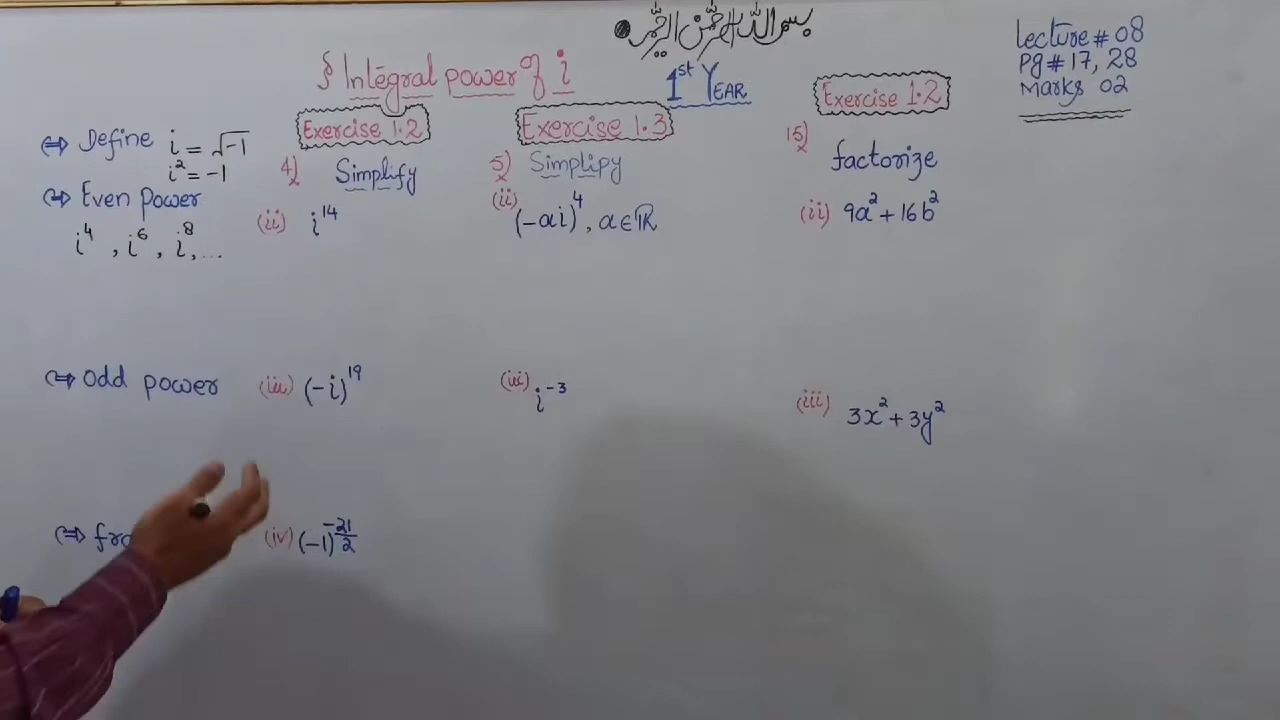 بسم اللہ الرحمن الرحیم
§ Integral power of i
1st YEAR
Lecture # 08
Pg # 17, 28
Marks 02
⇔ Define i = √-1
i² = -1
⇔ Even Power
i⁴, i⁶, i⁸, ...
⇔ Odd power
⇔ fra
Exercise 1.2
4) Simplify
(ii) i¹⁴
(iii) (-i)¹⁹
(iv) (-1)^(-21/2)
Exercise 1.3
5) Simplipy
(ii) (-ai)⁴, a∈ℝ
(iii) i⁻³
Exercise 1.2
15) factorize
(ii) 9a² + 16b²
(iii) 3x² + 3y²